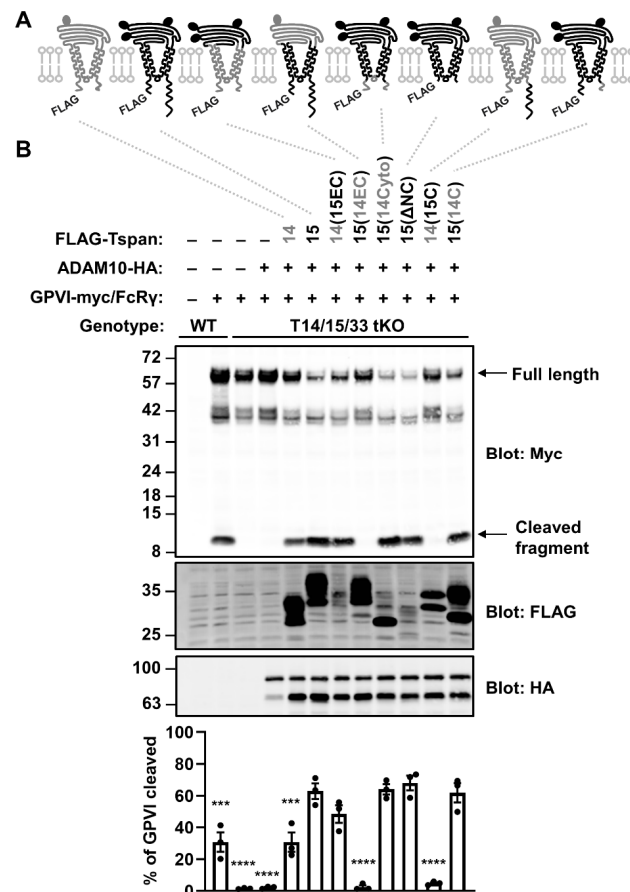 A
FLAG FLAG FLAG FLAG FLAG FLAG FLAG FLAG
B
14 15 14(15EC) 15(14EC) 15(14Cyto) 15(ΔNC) 14(15C) 15(14C)
FLAG-Tspan: – – – –
ADAM10-HA: – – – + + + + + + + + +
GPVI-myc/FcRγ: – + + + + + + + + + + +
Genotype: WT T14/15/33 tKO
72
57 Full length
42
31
Blot: Myc
24
18
15
Cleaved
8 fragment
35
Blot: FLAG
25
100
Blot: HA
63
% of GPVI cleaved
100
80
60
40
20
0
*** **** **** *** **** ****